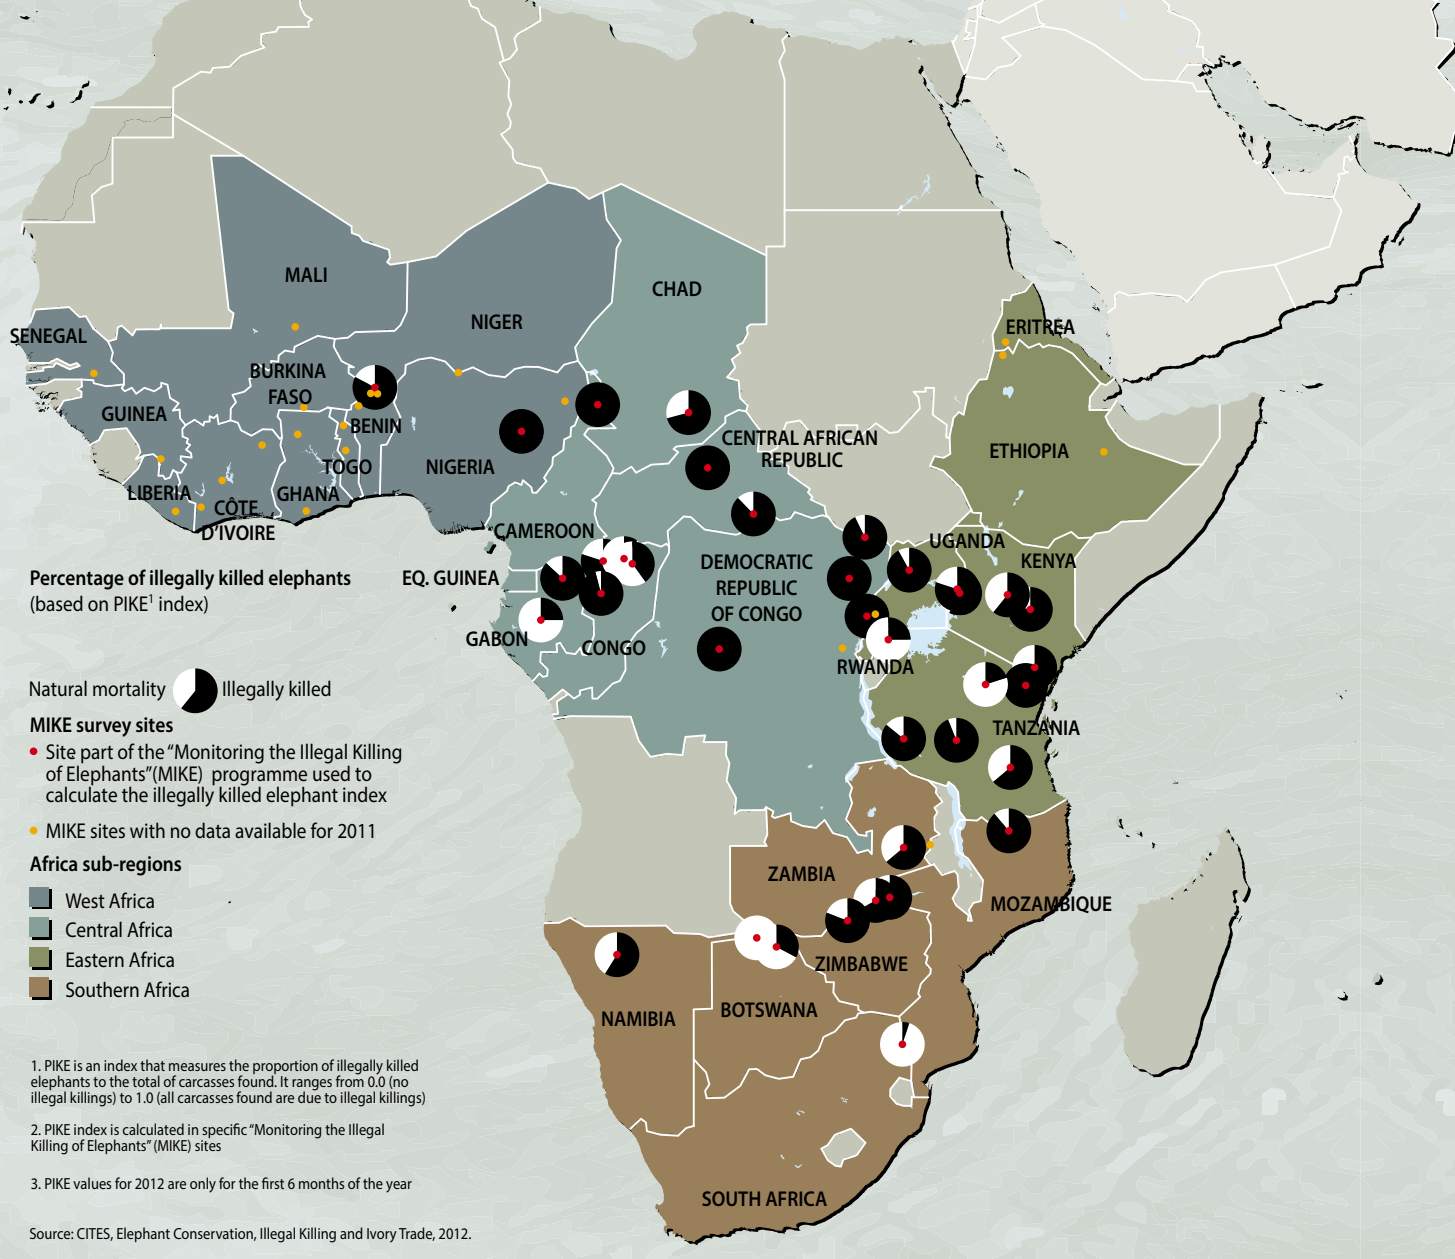 MALI
CHAD
NIGER
SENEGAL
ERITREA
BURKINA
FASO
GUINEA
BENIN
CENTRAL AFRICAN
REPUBLIC
ETHIOPIA
TOGO
NIGERIA
LIBERIA
GHANA
CÔTE
D’IVOIRE
CAMEROON
UGANDA
KENYA
DEMOCRATIC
REPUBLIC
OF CONGO
EQ. GUINEA
GABON
CONGO
RWANDA
TANZANIA
ZAMBIA
MOZAMBIQUE
ZIMBABWE
NAMIBIA
BOTSWANA
SOUTH AFRICA
Percentage of illegally killed elephants
(based on PIKE1 index)
Natural mortality Illegally killed
MIKE survey sites
Site part of the “Monitoring the Illegal Killing
of Elephants”(MIKE) programme used to
calculate the illegally killed elephant index
MIKE sites with no data available for 2011
Africa sub-regions
West Africa
Central Africa
Eastern Africa
Southern Africa
1. PIKE is an index that measures the proportion of illegally killed
elephants to the total of carcasses found. It ranges from 0.0 (no
illegal killings) to 1.0 (all carcasses found are due to illegal killings)
2. PIKE index is calculated in specific “Monitoring the Illegal
Killing of Elephants” (MIKE) sites
3. PIKE values for 2012 are only for the first 6 months of the year
Source: CITES, Elephant Conservation, Illegal Killing and Ivory Trade, 2012.